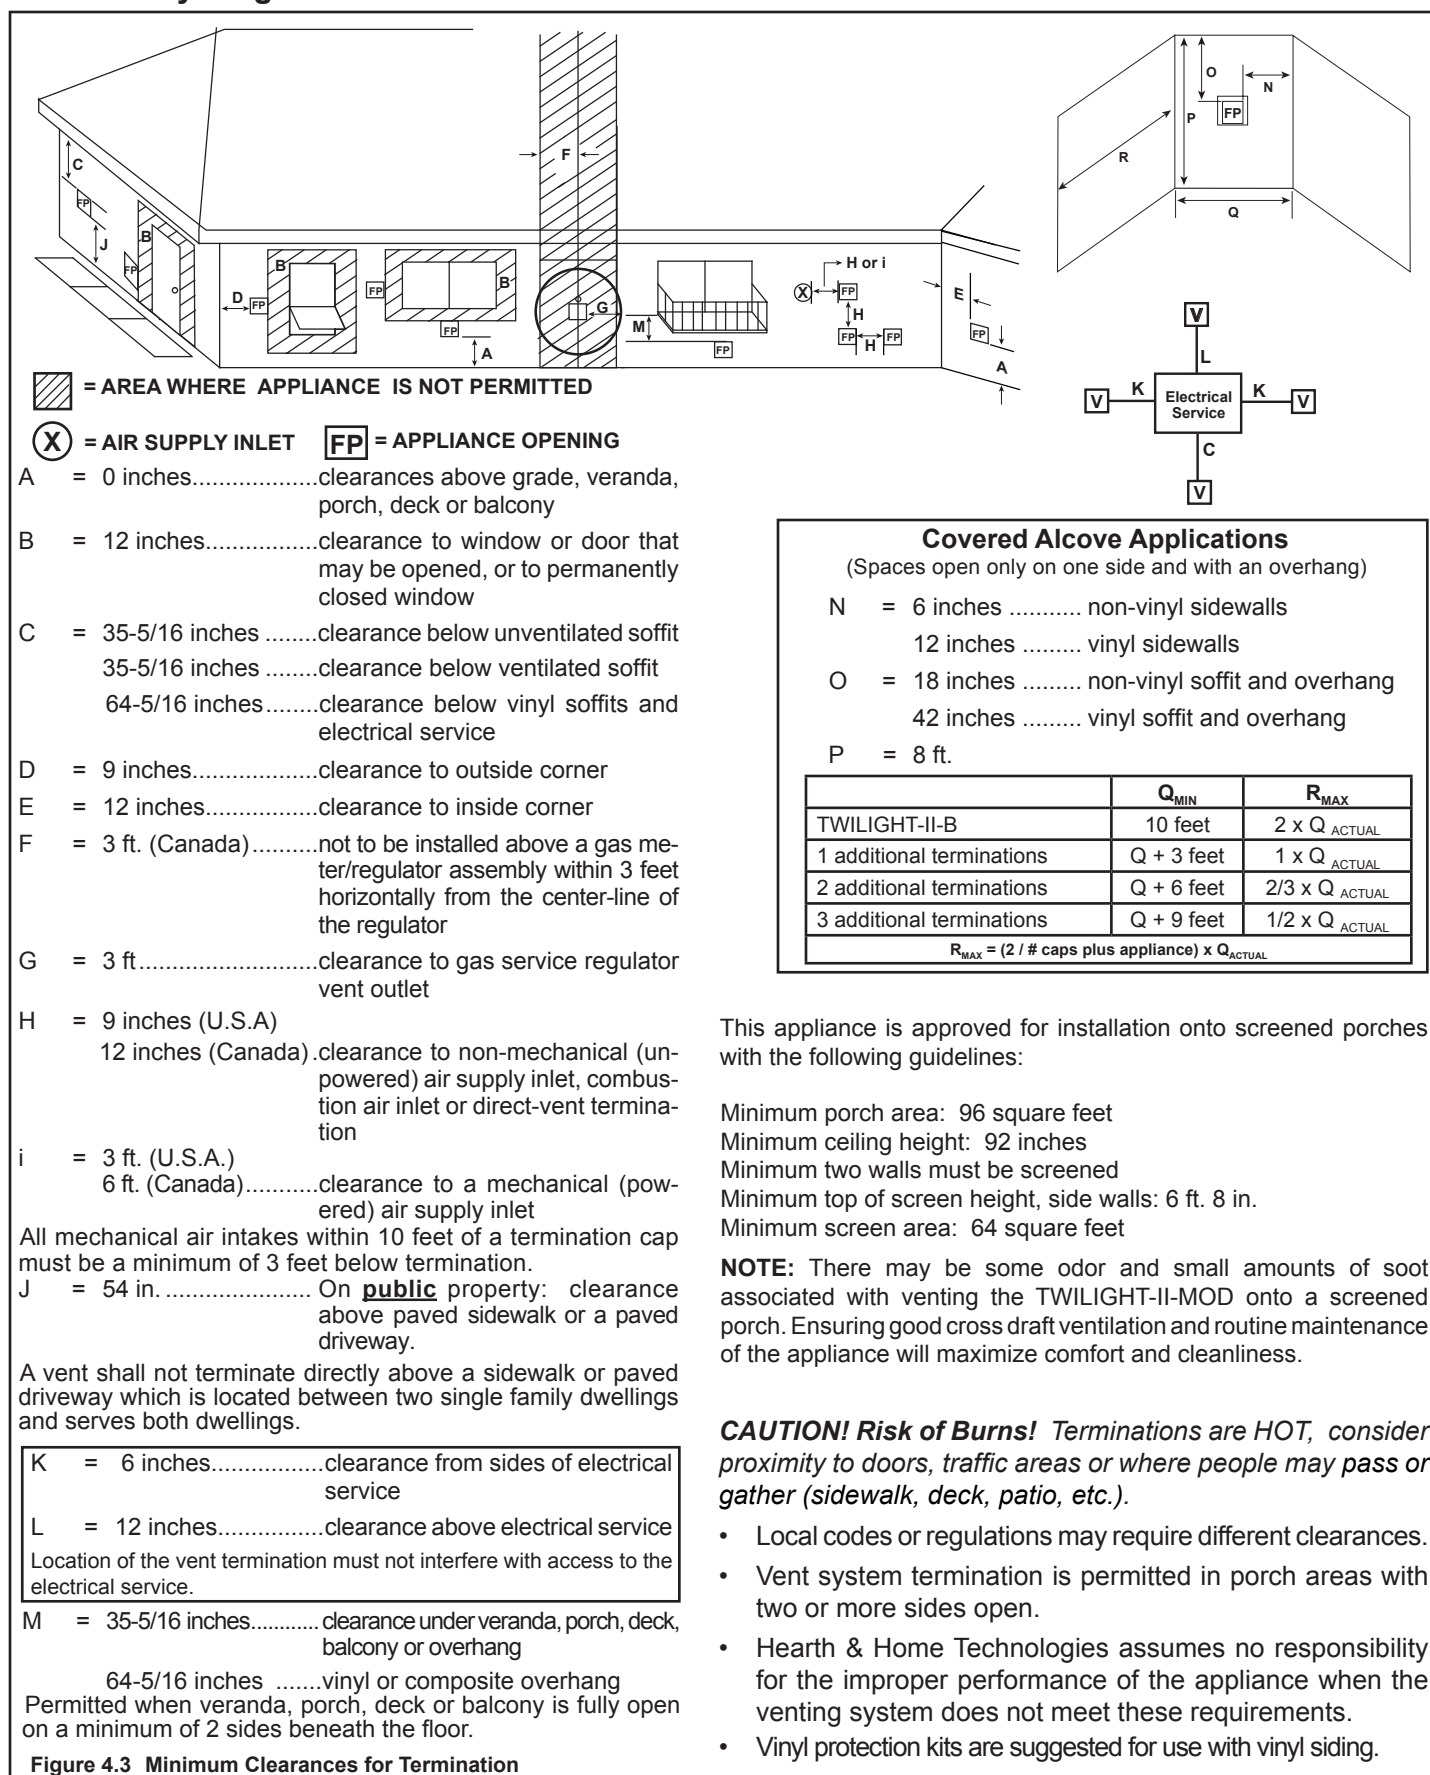 C
FP
J
B
FP
D
FP
B
FP
B
FP
A
F
G
M
FP
H or i
X
FP
H
FP
H
FP
E
FP
A
O
N
P
FP
R
Q
V
L
V
K
Electrical
Service
K
V
C
V
= AREA WHERE APPLIANCE IS NOT PERMITTED
X = AIR SUPPLY INLET FP = APPLIANCE OPENING
A = 0 inches...................clearances above grade, veranda,
porch, deck or balcony
B = 12 inches.................clearance to window or door that
may be opened, or to permanently
closed window
C = 35-5/16 inches ........clearance below unventilated soffit
35-5/16 inches ........clearance below ventilated soffit
64-5/16 inches........clearance below vinyl soffits and
electrical service
D = 9 inches...................clearance to outside corner
E = 12 inches.................clearance to inside corner
F = 3 ft. (Canada)..........not to be installed above a gas me-
ter/regulator assembly within 3 feet
horizontally from the center-line of
the regulator
G = 3 ft...........................clearance to gas service regulator
vent outlet
H = 9 inches (U.S.A)
12 inches (Canada).clearance to non-mechanical (un-
powered) air supply inlet, combus-
tion air inlet or direct-vent termina-
tion
i = 3 ft. (U.S.A.)
6 ft. (Canada)...........clearance to a mechanical (pow-
ered) air supply inlet
All mechanical air intakes within 10 feet of a termination cap
must be a minimum of 3 feet below termination.
J = 54 in. ...................... On public property: clearance
above paved sidewalk or a paved
driveway.
A vent shall not terminate directly above a sidewalk or paved
driveway which is located between two single family dwellings
and serves both dwellings.
K = 6 inches.................clearance from sides of electrical
service
L = 12 inches................clearance above electrical service
Location of the vent termination must not interfere with access to the
electrical service.
M = 35-5/16 inches............ clearance under veranda, porch, deck,
balcony or overhang
64-5/16 inches .......vinyl or composite overhang
Permitted when veranda, porch, deck or balcony is fully open
on a minimum of 2 sides beneath the floor.
Figure 4.3 Minimum Clearances for Termination
Covered Alcove Applications
(Spaces open only on one side and with an overhang)
N = 6 inches ........... non-vinyl sidewalls
12 inches ......... vinyl sidewalls
O = 18 inches ......... non-vinyl soffit and overhang
42 inches ......... vinyl soffit and overhang
P = 8 ft.
QMIN RMAX
TWILIGHT-II-B 10 feet 2 x Q ACTUAL
1 additional terminations Q + 3 feet 1 x Q ACTUAL
2 additional terminations Q + 6 feet 2/3 x Q ACTUAL
3 additional terminations Q + 9 feet 1/2 x Q ACTUAL
RMAX = (2 / # caps plus appliance) x QACTUAL
This appliance is approved for installation onto screened porches
with the following guidelines:
Minimum porch area: 96 square feet
Minimum ceiling height: 92 inches
Minimum two walls must be screened
Minimum top of screen height, side walls: 6 ft. 8 in.
Minimum screen area: 64 square feet
NOTE: There may be some odor and small amounts of soot
associated with venting the TWILIGHT-II-MOD onto a screened
porch. Ensuring good cross draft ventilation and routine maintenance
of the appliance will maximize comfort and cleanliness.
CAUTION! Risk of Burns! Terminations are HOT, consider
proximity to doors, traffic areas or where people may pass or
gather (sidewalk, deck, patio, etc.).
• Local codes or regulations may require different clearances.
• Vent system termination is permitted in porch areas with
two or more sides open.
• Hearth & Home Technologies assumes no responsibility
for the improper performance of the appliance when the
venting system does not meet these requirements.
• Vinyl protection kits are suggested for use with vinyl siding.